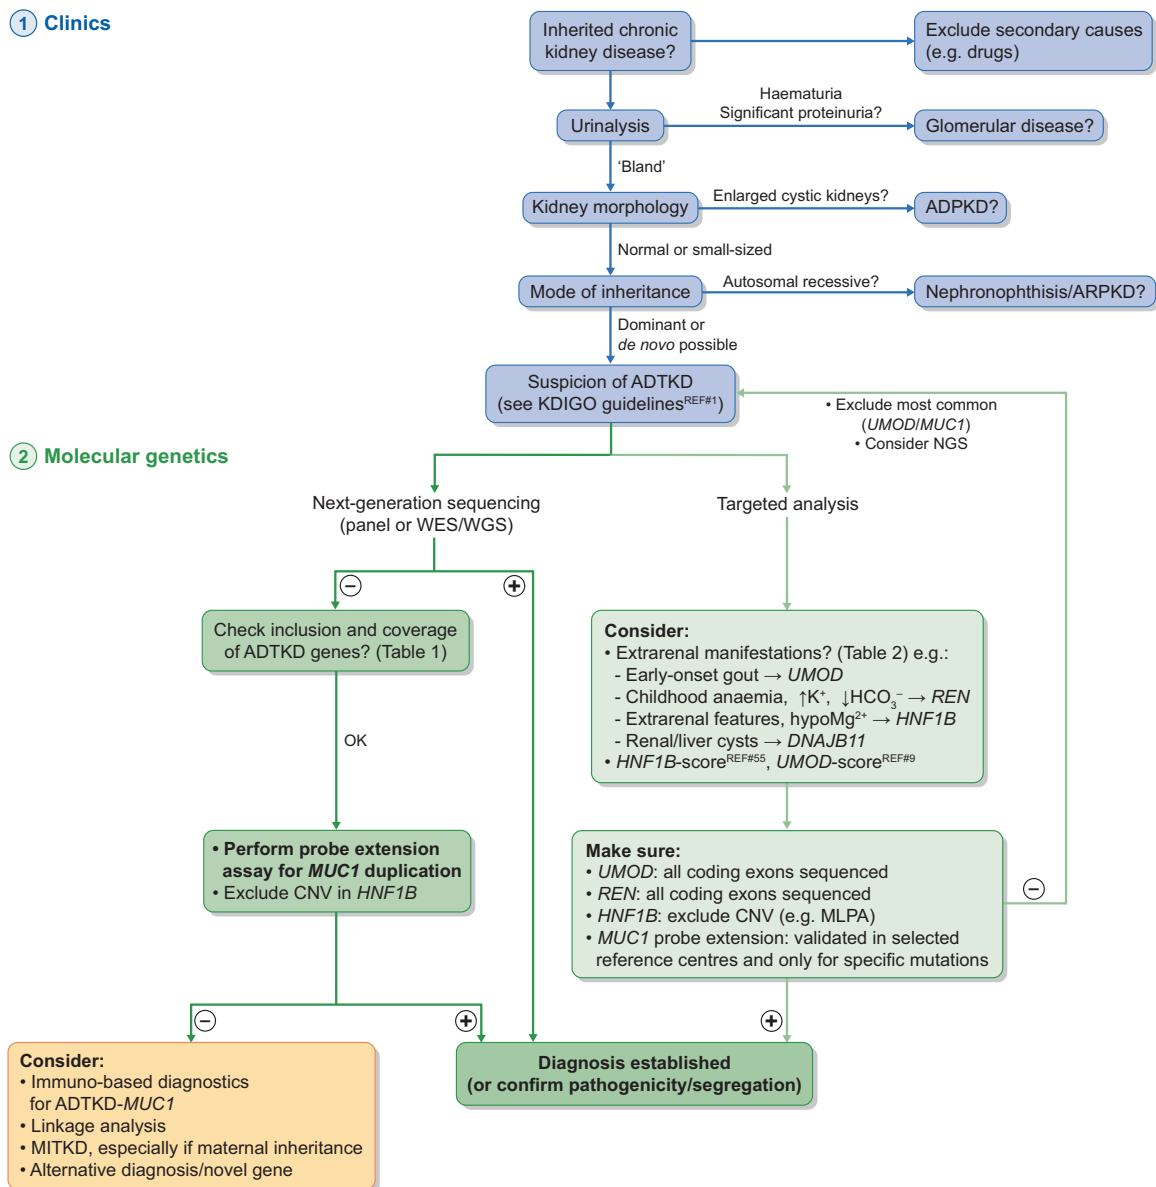 1 Clinics
Inherited chronic
kidney disease?
Exclude secondary causes
(e.g. drugs)
Haematuria
Significant proteinuria?
Urinalysis
Glomerular disease?
‘Bland’
Enlarged cystic kidneys?
Kidney morphology
ADPKD?
Normal or small-sized
Autosomal recessive?
Mode of inheritance
Nephronophthisis/ARPKD?
Dominant or
de novo possible
Suspicion of ADTKD
(see KDIGO guidelines^REF#1)
• Exclude most common
(UMOD/MUC1)
• Consider NGS
2 Molecular genetics
Next-generation sequencing
(panel or WES/WGS)
Targeted analysis
−
+
Check inclusion and coverage
of ADTKD genes? (Table 1)
OK
• Perform probe extension
assay for MUC1 duplication
• Exclude CNV in HNF1B
Consider:
• Extrarenal manifestations? (Table 2) e.g.:
- Early-onset gout → UMOD
- Childhood anaemia, ↑K⁺, ↓HCO₃⁻ → REN
- Extrarenal features, hypoMg²⁺ → HNF1B
- Renal/liver cysts → DNAJB11
• HNF1B-score^REF#55, UMOD-score^REF#9
Make sure:
• UMOD: all coding exons sequenced
• REN: all coding exons sequenced
• HNF1B: exclude CNV (e.g. MLPA)
• MUC1 probe extension: validated in selected
reference centres and only for specific mutations
−
−
+
+
Consider:
• Immuno-based diagnostics
for ADTKD-MUC1
• Linkage analysis
• MITKD, especially if maternal inheritance
• Alternative diagnosis/novel gene
Diagnosis established
(or confirm pathogenicity/segregation)